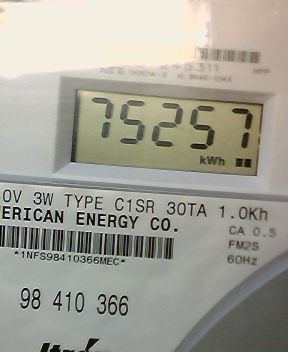 75257
kWh
0V 3W TYPE C1SR 30TA 1.0Kh
ERICAN ENERGY CO.
CA 0.5
FM2S
60Hz
*1NFS98410366MEC*
98 410 366